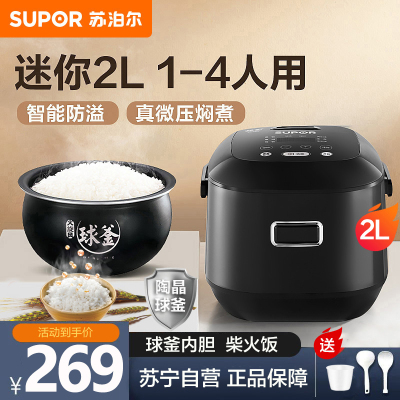 SUPOR 苏泊尔
迷你2L 1-4人用
智能防溢 真微压焖煮
SUPOR
球釜
2L
陶晶
球釜
活动到手价
¥269
球釜内胆 柴火饭
送
苏宁自营 正品保障